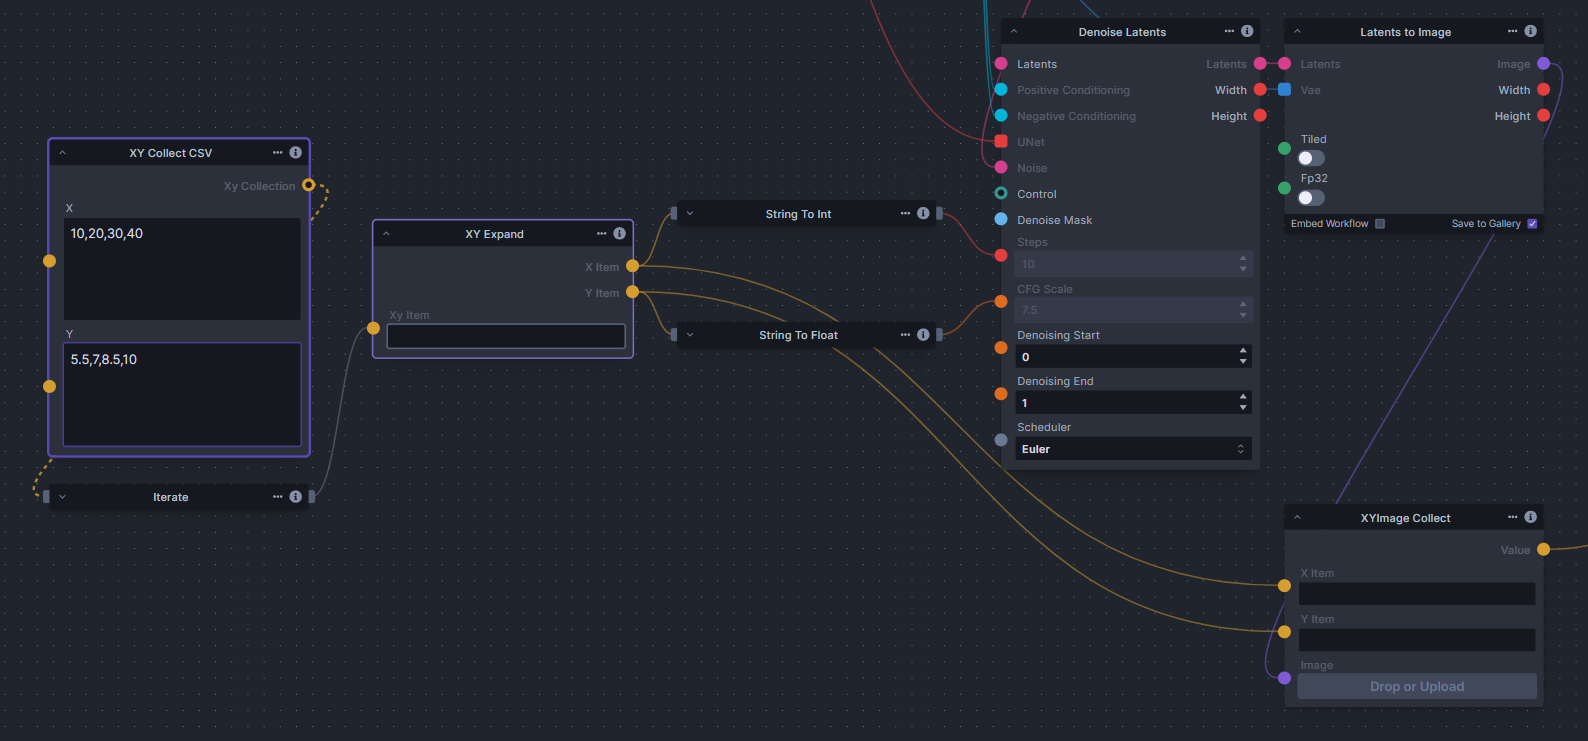 XY Collect CSV
Xy Collection
X
10,20,30,40
Y
5.5,7,8.5,10
Iterate
XY Expand
X Item
Y Item
Xy Item
String To Int
String To Float
Denoise Latents
Latents Latents
Positive Conditioning Width
Negative Conditioning Height
UNet
Noise
Control
Denoise Mask
Steps
10
CFG Scale
7.5
Denoising Start
0
Denoising End
1
Scheduler
Euler
Latents to Image
Latents Image
Vae Width
Height
Tiled
Fp32
Embed Workflow Save to Gallery
XYImage Collect
Value
X Item
Y Item
Image
Drop or Upload